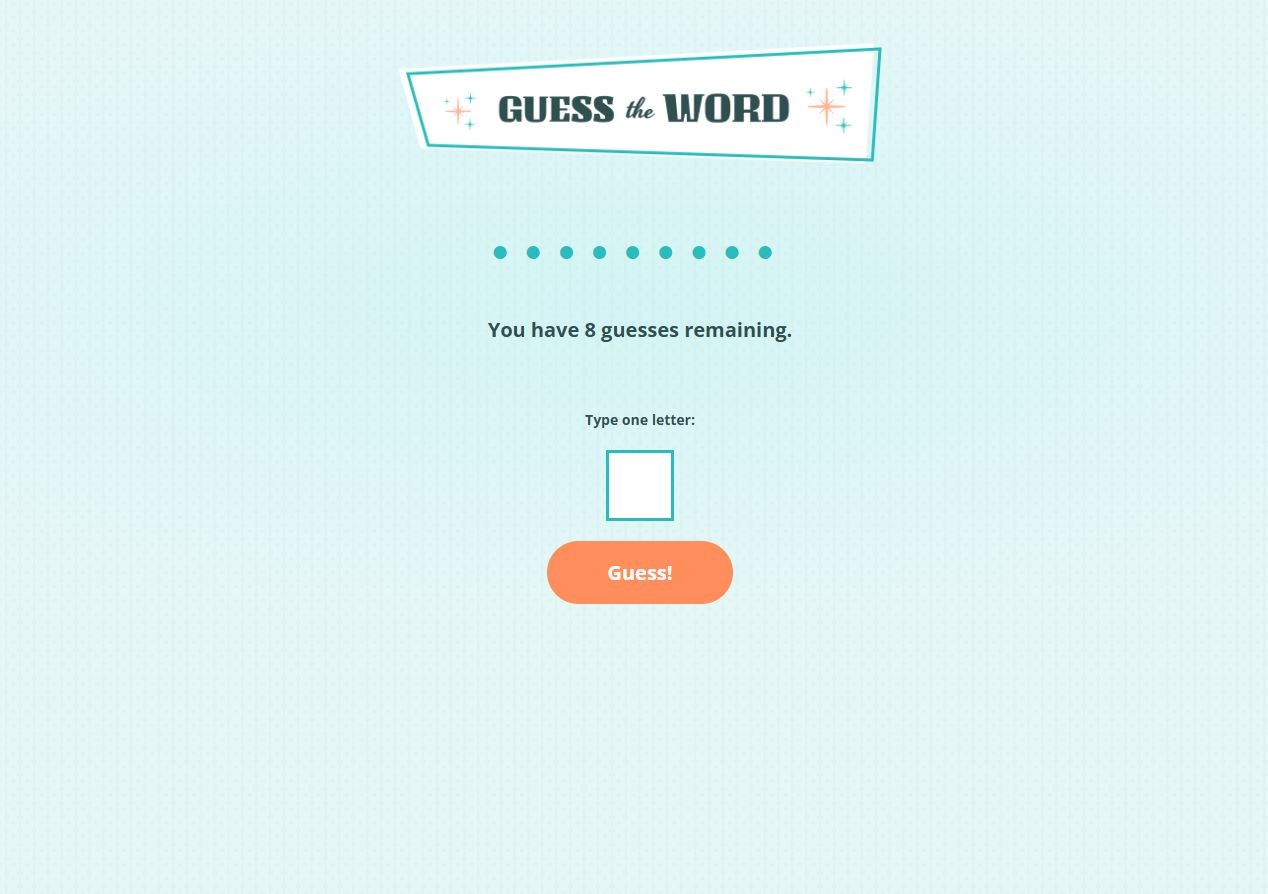 GUESS the WORD
● ● ● ● ● ● ● ● ●
You have 8 guesses remaining.
Type one letter:
Guess!